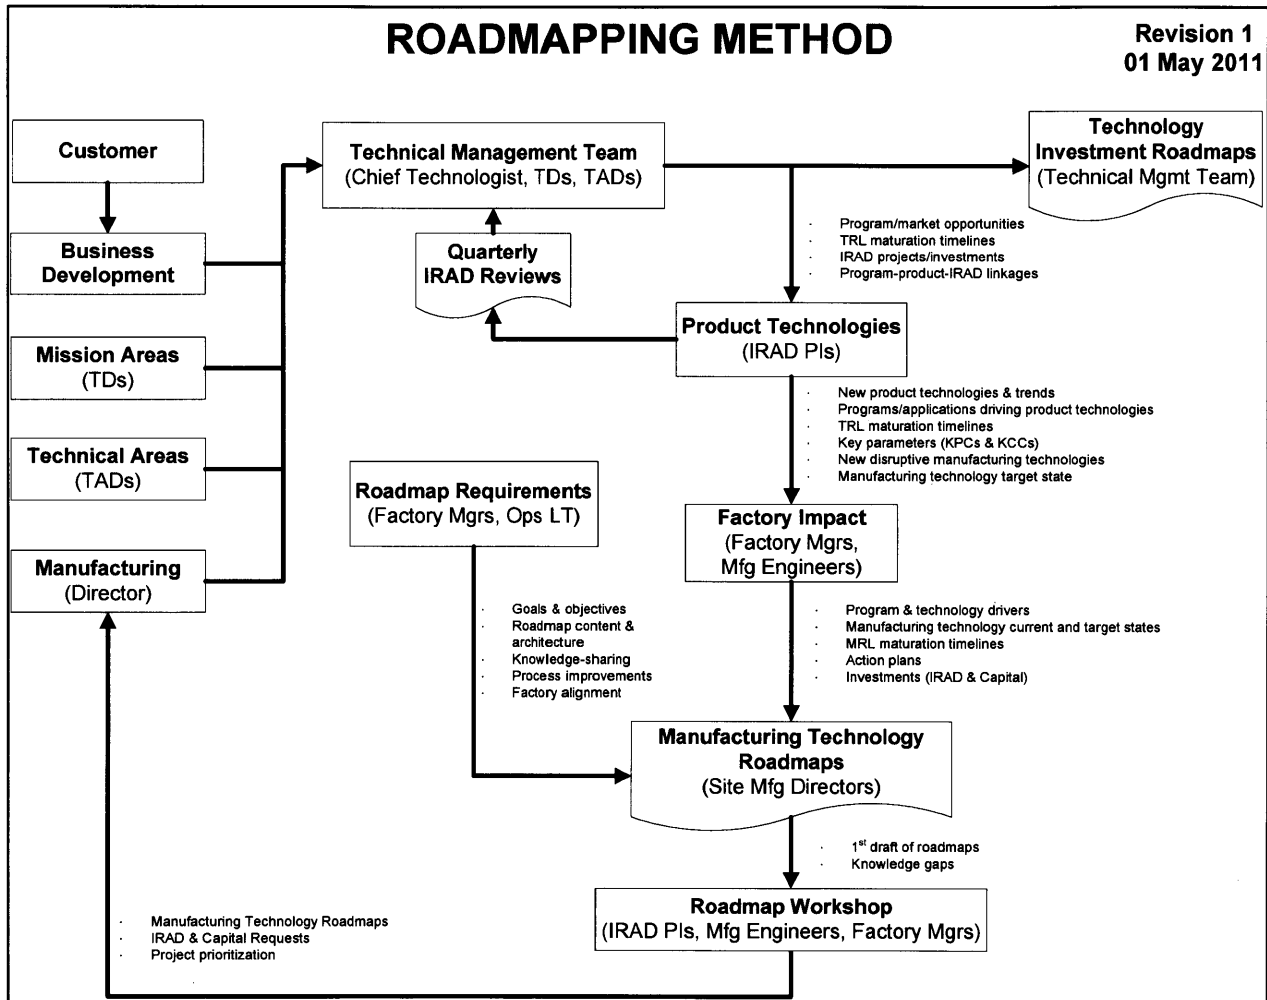 ROADMAPPING METHOD
Revision 1
01 May 2011
Customer
Business
Development
Mission Areas
(TDs)
Technical Areas
(TADs)
Manufacturing
(Director)
Technical Management Team
(Chief Technologist, TDs, TADs)
Quarterly
IRAD Reviews
Technology
Investment Roadmaps
(Technical Mgmt Team)
· Program/market opportunities
· TRL maturation timelines
· IRAD projects/investments
· Program-product-IRAD linkages
Product Technologies
(IRAD PIs)
· New product technologies & trends
· Programs/applications driving product technologies
· TRL maturation timelines
· Key parameters (KPCs & KCCs)
· New disruptive manufacturing technologies
· Manufacturing technology target state
Roadmap Requirements
(Factory Mgrs, Ops LT)
Factory Impact
(Factory Mgrs,
Mfg Engineers)
· Goals & objectives
· Roadmap content &
architecture
· Knowledge-sharing
· Process improvements
· Factory alignment
· Program & technology drivers
· Manufacturing technology current and target states
· MRL maturation timelines
· Action plans
· Investments (IRAD & Capital)
Manufacturing Technology
Roadmaps
(Site Mfg Directors)
· 1st draft of roadmaps
· Knowledge gaps
Roadmap Workshop
(IRAD PIs, Mfg Engineers, Factory Mgrs)
· Manufacturing Technology Roadmaps
· IRAD & Capital Requests
· Project prioritization